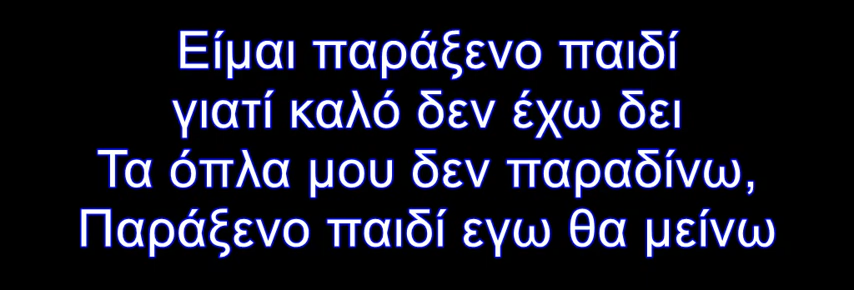 Είμαι παράξενο παιδί
γιατί καλό δεν έχω δει
Τα όπλα μου δεν παραδίνω,
Παράξενο παιδί εγω θα μείνω